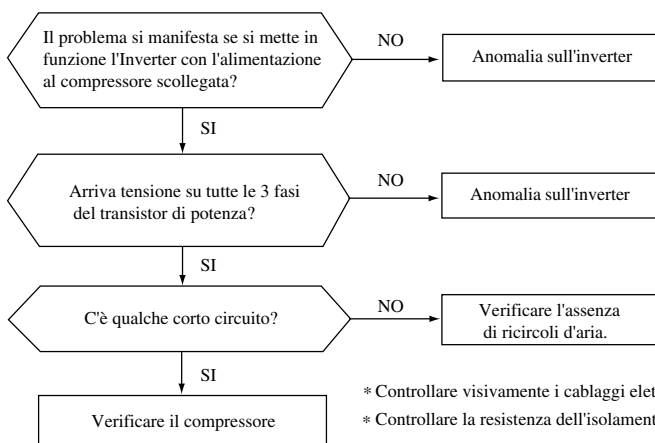 Il problema si manifesta se si mette in
funzione l'Inverter con l'alimentazione
al compressore scollegata?
NO
Anomalia sull'inverter
SI
Arriva tensione su tutte le 3 fasi
del transistor di potenza?
NO
Anomalia sull'inverter
SI
C'è qualche corto circuito?
NO
Verificare l'assenza
di ricircoli d'aria.
SI
Verificare il compressore
* Controllare visivamente i cablaggi
* Controllare la resistenza